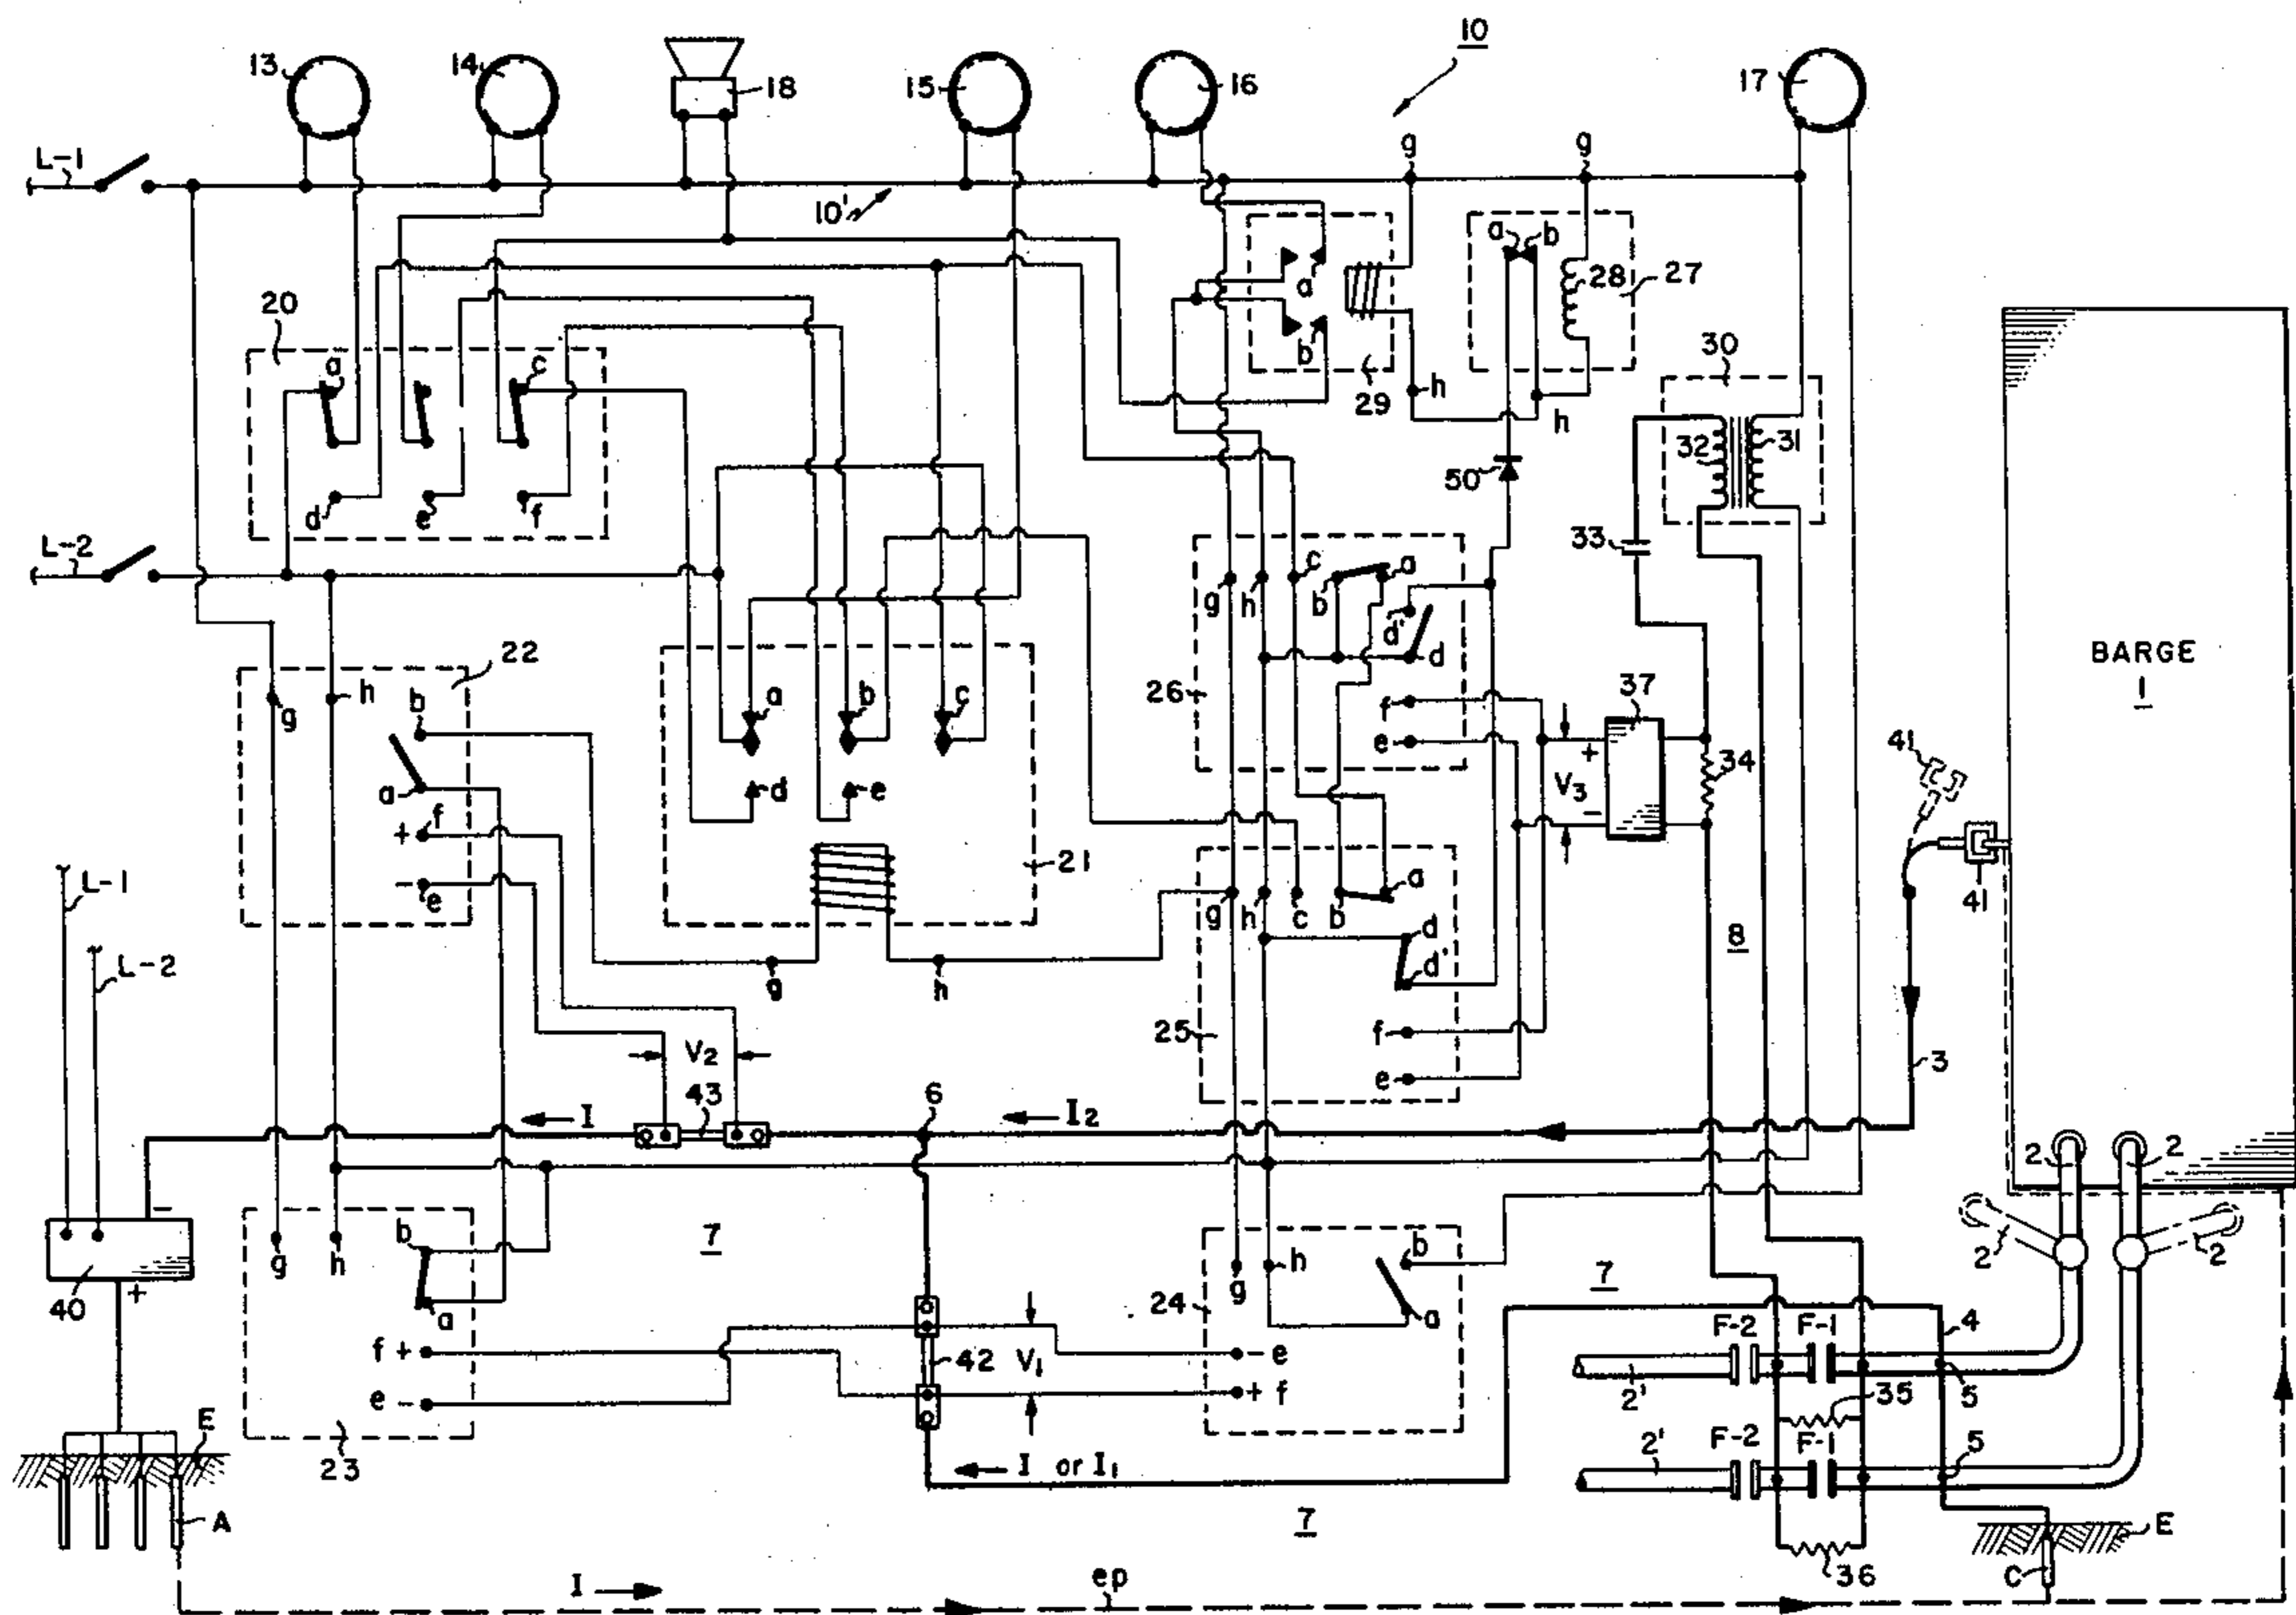 10
13
14
18
15
16
17
L-1
10'
g
g
a
b
a
28
27
20
b
a
c
h
29
h
30
32
31
50
d
e
f
33
L-2
c
a
g
h
b
d'
d
BARGE
1
22
26
37
g
h
b
a
b
c
f
e
+
V3
-
34
41
a
+ f
d
e
- e
21
41
L-1
L-2
g
h
c
b
a
8
d
d'
g
h
25
f
e
3
V2
43
I
6
I2
2
2
-
b
7
g
h
a
40
+
24
g
h
b
a
7
2
2
4
F-2
F-1
f +
42
V1
- e
+ f
2'
35
5
e -
E
23
I or I1
2'
F-2
F-1
5
A
7
E
36
C
I
ep